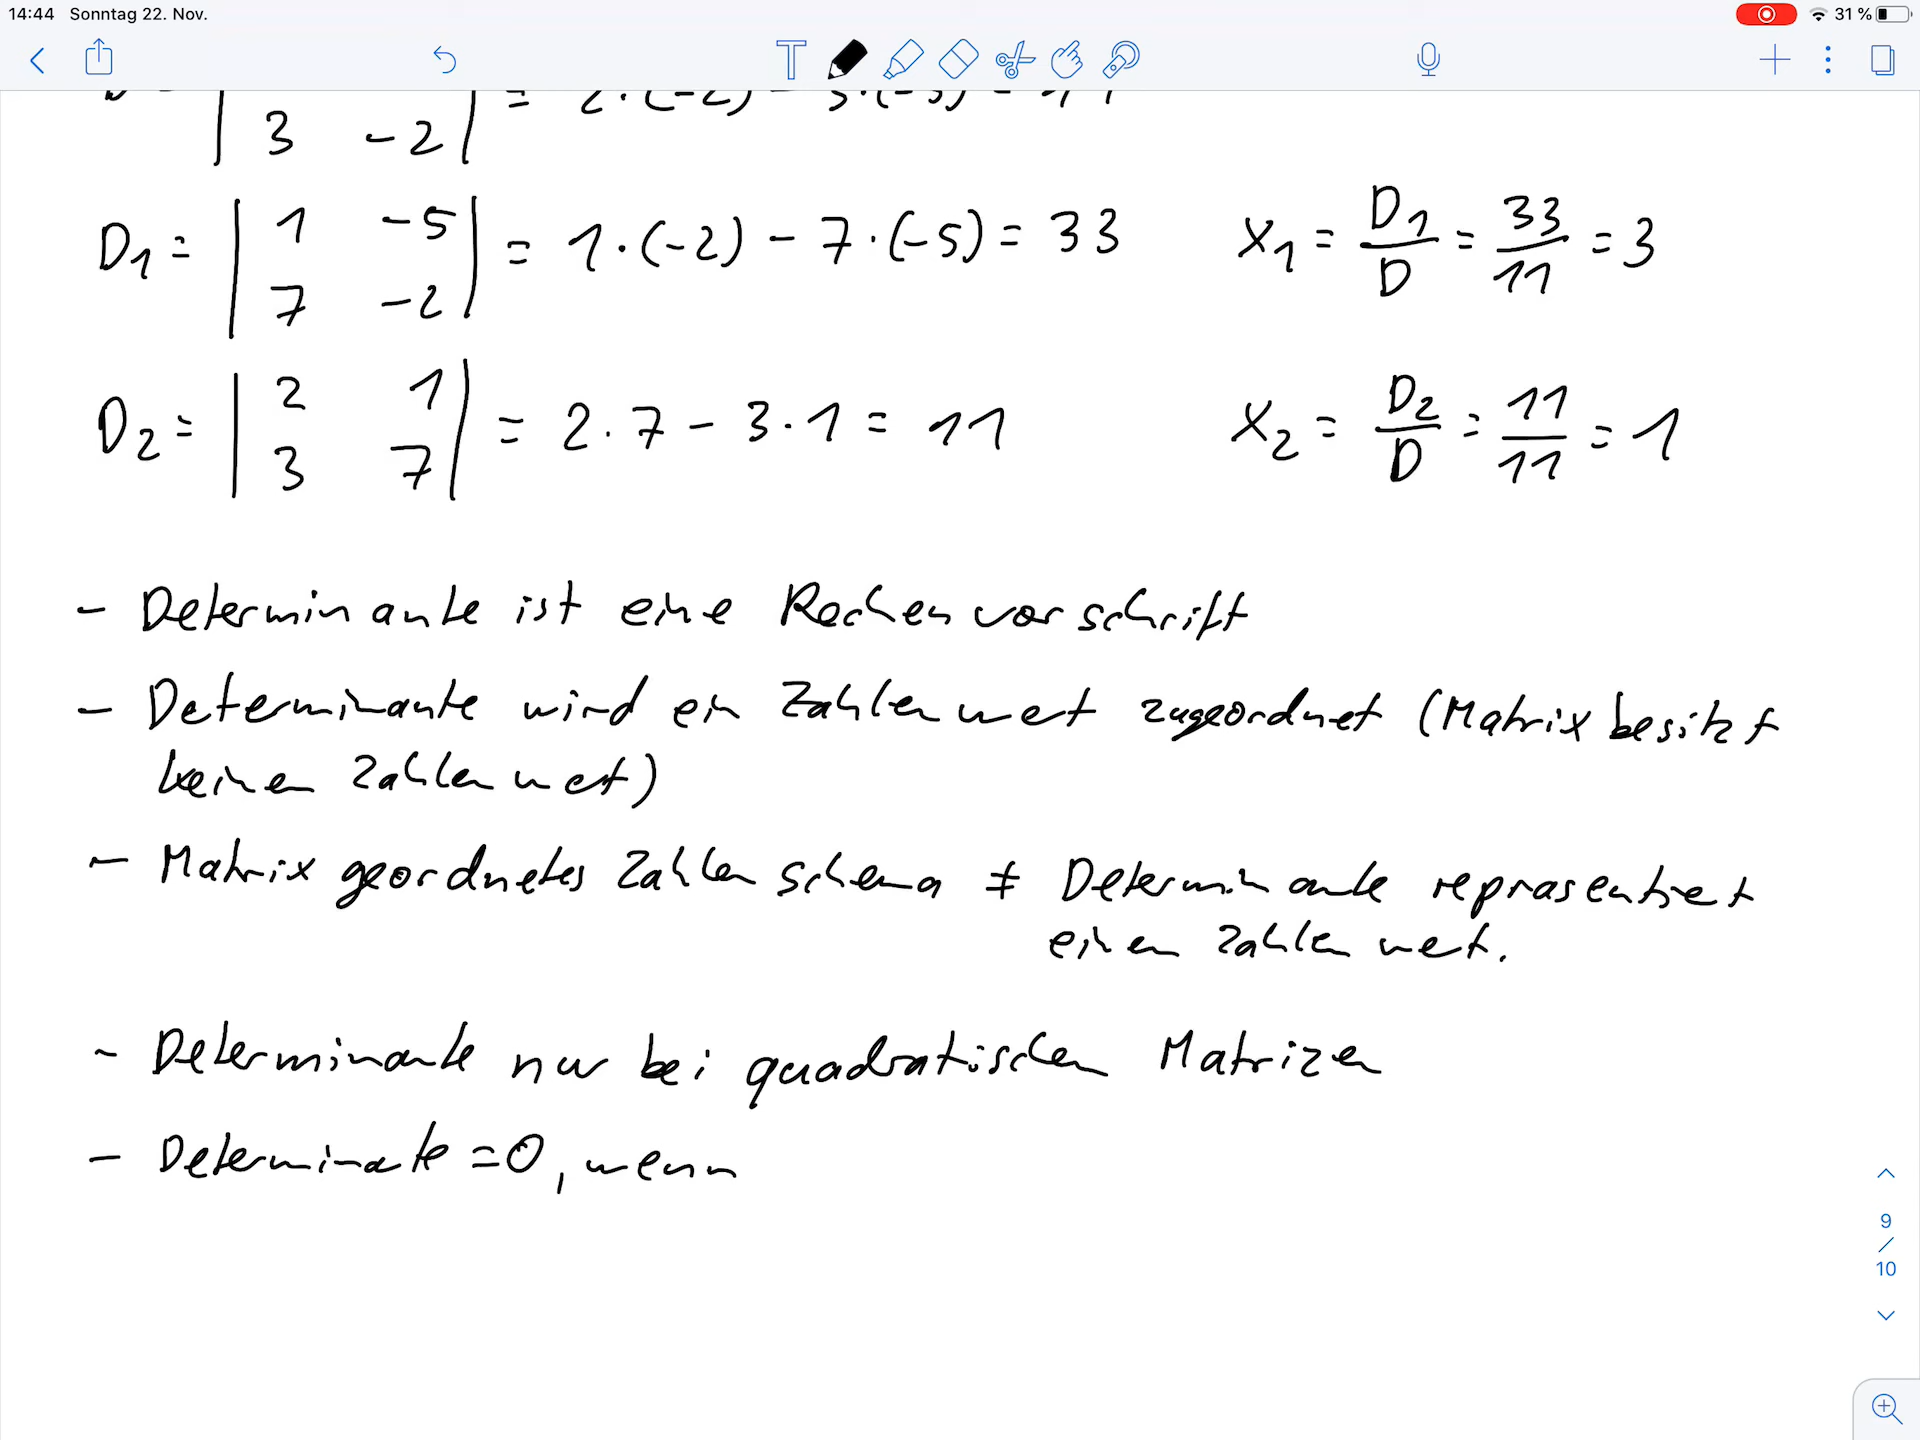 14:44 Sonntag 22. Nov. 31 %
T
3 -2
D1 = | 1 -5 | = 1·(-2) - 7·(-5) = 33 x1 = D1/D = 33/11 = 3
7 -2
D2 = | 2 1 | = 2·7 - 3·1 = 11 x2 = D2/D = 11/11 = 1
3 7
- Determinante ist eine Rechenvorschrift
- Determinante wird ein Zahlenwert zugeordnet (Matrix besitzt
keinen Zahlenwert)
- Matrix geordnetes Zahlenschema ≠ Determinante repräsentiert
einen Zahlenwert.
- Determinante nur bei quadratischen Matrizen
- Determinate = 0, wenn
9
/
10